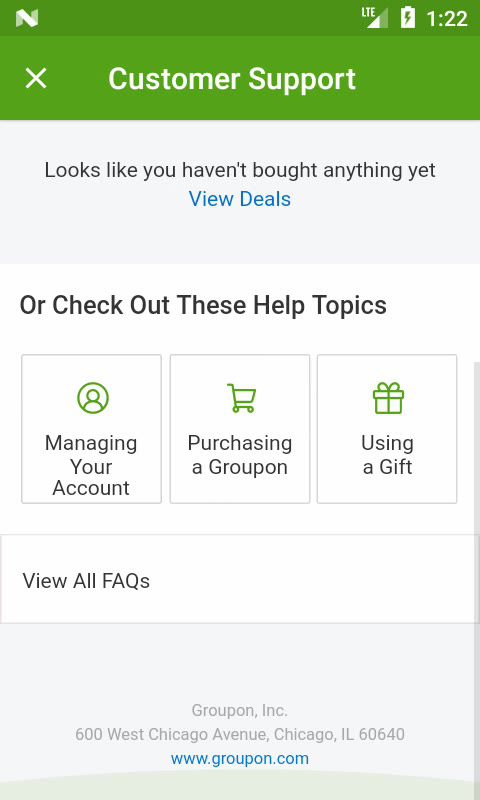 LTE 1:22
Customer Support
Looks like you haven't bought anything yet
View Deals
Or Check Out These Help Topics
Managing
Your
Account
Purchasing
a Groupon
Using
a Gift
View All FAQs
Groupon, Inc.
600 West Chicago Avenue, Chicago, IL 60640
www.groupon.com